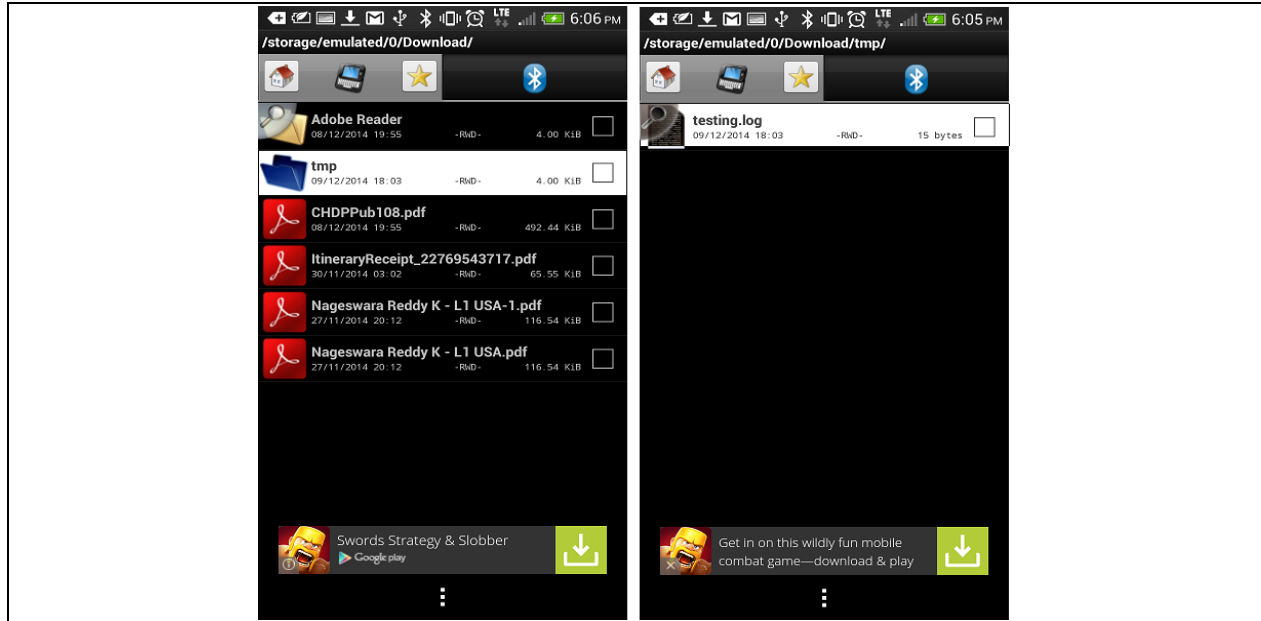 LTE
6:06 PM
/storage/emulated/0/Download/
Adobe Reader
08/12/2014 19:55 -RWD- 4.00 KiB
tmp
09/12/2014 18:03 -RWD- 4.00 KiB
CHDPPub108.pdf
08/12/2014 19:55 -RWD- 492.44 KiB
ItineraryReceipt_22769543717.pdf
30/11/2014 03:02 -RWD- 65.55 KiB
Nageswara Reddy K - L1 USA-1.pdf
27/11/2014 20:12 -RWD- 116.54 KiB
Nageswara Reddy K - L1 USA.pdf
27/11/2014 20:12 -RWD- 116.54 KiB
Swords Strategy & Slobber
Google play
LTE
6:05 PM
/storage/emulated/0/Download/tmp/
testing.log
09/12/2014 18:03 -RWD- 15 bytes
Get in on this wildly fun mobile
combat game—download & play